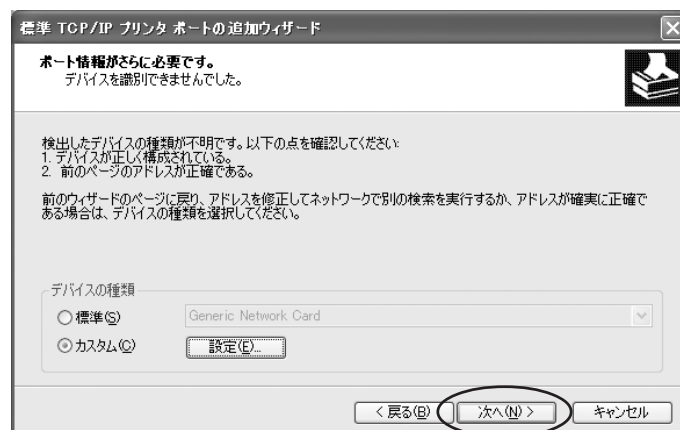 標準 TCP/IP プリンタ ポートの追加ウィザード
ポート情報がさらに必要です。
デバイスを識別できませんでした。
検出したデバイスの種類が不明です。以下の点を確認してください:
1. デバイスが正しく構成されている。
2. 前のページのアドレスが正確である。
前のウィザードのページに戻り、アドレスを修正してネットワークで別の検索を実行するか、アドレスが確実に正確で
ある場合は、デバイスの種類を選択してください。
デバイスの種類
標準(S)
Generic Network Card
カスタム(C)
設定(E)...
< 戻る(B)
次へ(N) >
キャンセル